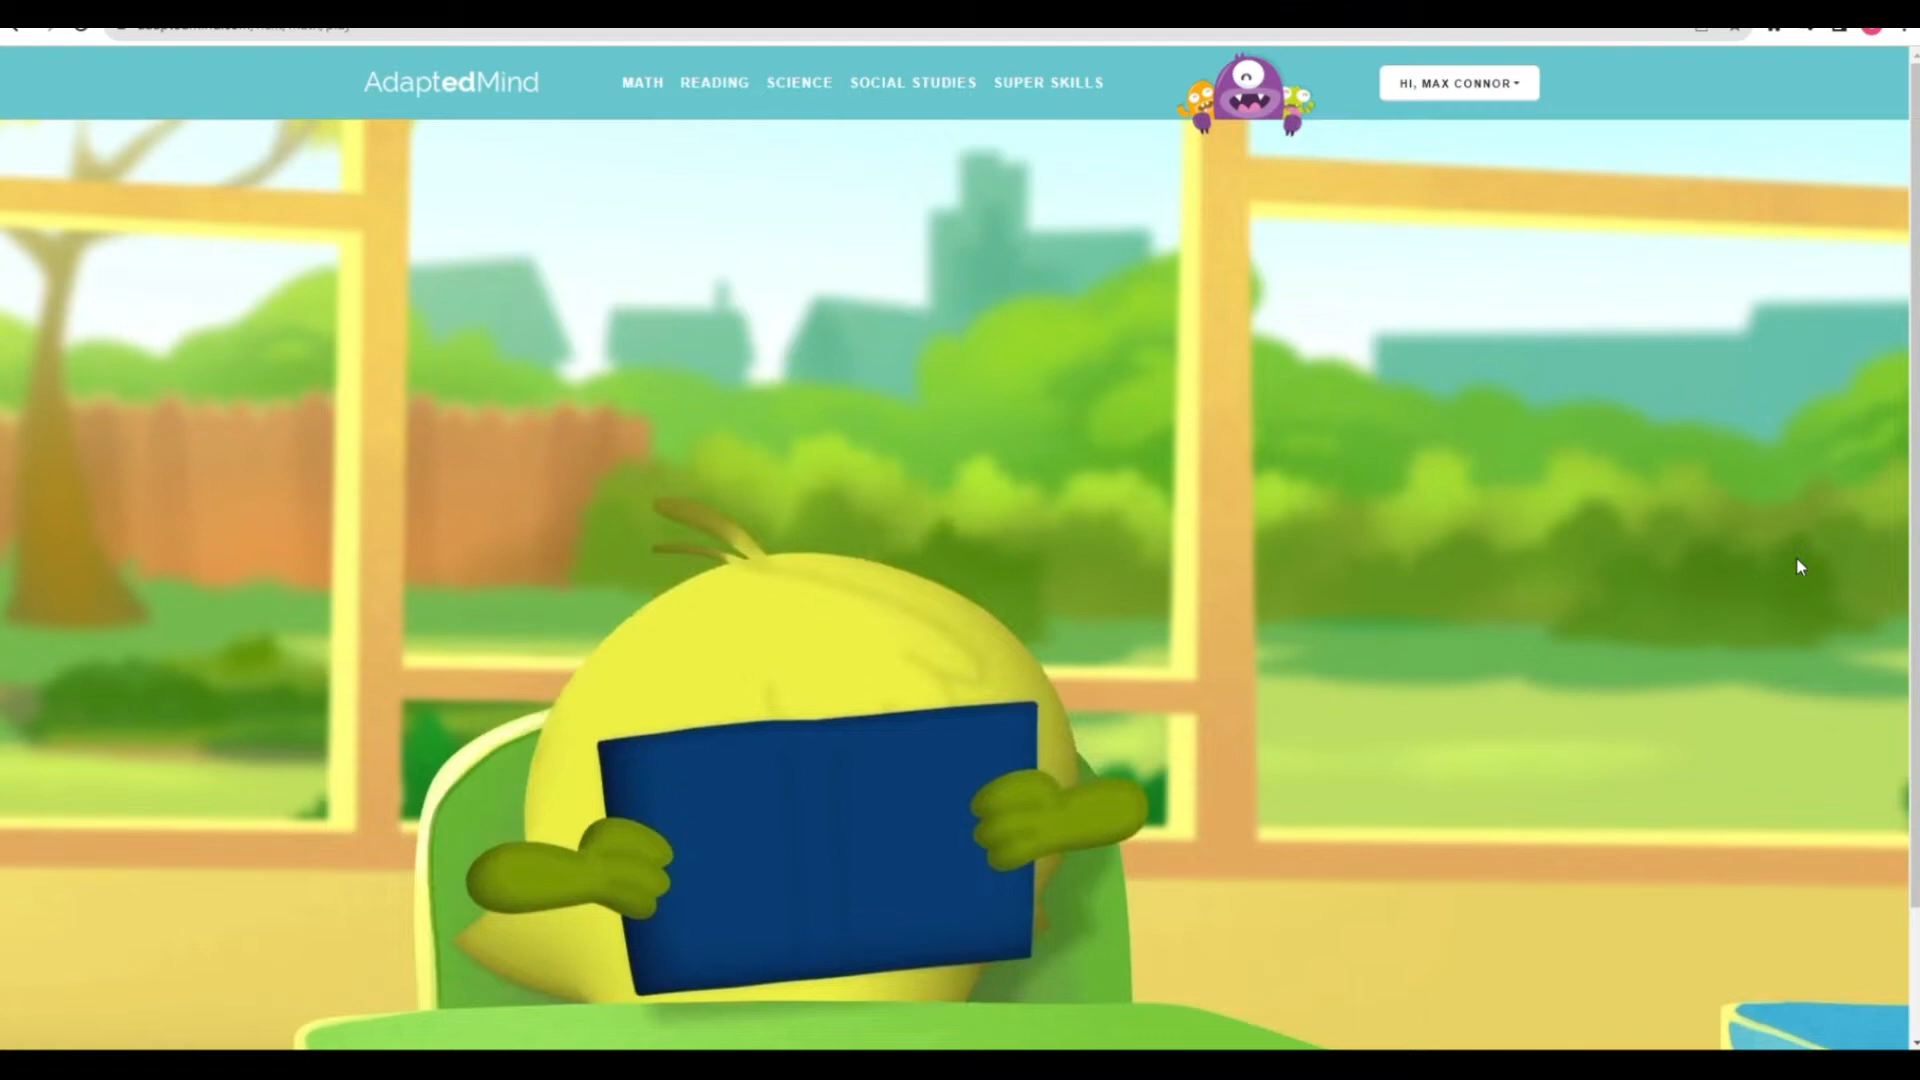 AdaptedMind
MATH READING SCIENCE SOCIAL STUDIES SUPER SKILLS
HI, MAX CONNOR